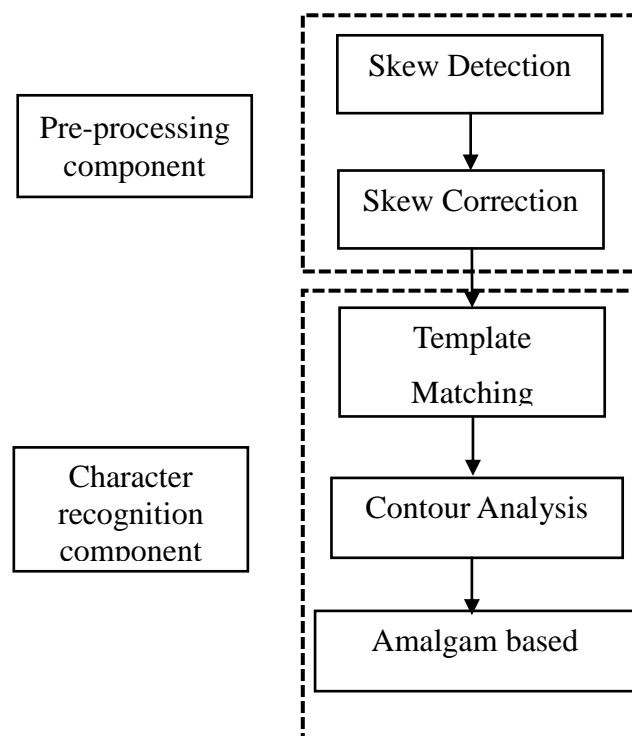 Skew Detection
Pre-processing
component
Skew Correction
Template
Matching
Character
recognition
component
Contour Analysis
Amalgam based